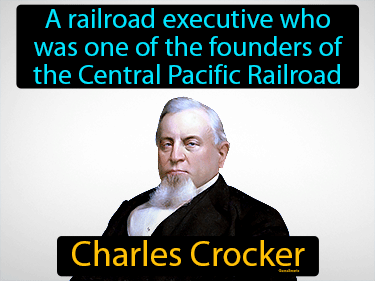 A railroad executive who
was one of the founders of
the Central Pacific Railroad
Charles Crocker